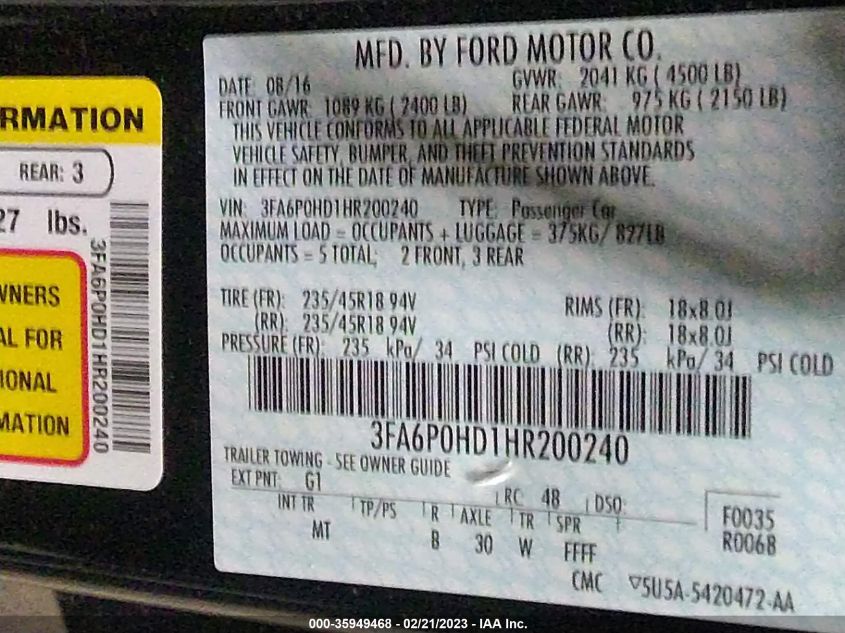 RMATION
REAR: 3
27 lbs.
WNERS
AL FOR
IONAL
MATION
3FA6P0HD1HR200240
MFD. BY FORD MOTOR CO.
DATE: 08/16 GVWR: 2041 KG ( 4500 LB)
FRONT GAWR: 1089 KG ( 2400 LB) REAR GAWR: 975 KG ( 2150 LB)
THIS VEHICLE CONFORMS TO ALL APPLICABLE FEDERAL MOTOR
VEHICLE SAFETY, BUMPER, AND THEFT PREVENTION STANDARDS
IN EFFECT ON THE DATE OF MANUFACTURE SHOWN ABOVE.
VIN: 3FA6P0HD1HR200240 TYPE: Passenger Car
MAXIMUM LOAD = OCCUPANTS + LUGGAGE = 375KG/ 827LB
OCCUPANTS = 5 TOTAL; 2 FRONT, 3 REAR
TIRE (FR): 235/45R18 94V RIMS (FR): 18x8.0J
(RR): 235/45R18 94V (RR): 18x8.0J
PRESSURE (FR): 235 kPa/ 34 PSI COLD (RR): 235 kPa/ 34 PSI COLD
3FA6P0HD1HR200240
TRAILER TOWING - SEE OWNER GUIDE
EXT PNT: G1 RC: 48 DSO:
INT TR TP/PS R AXLE TR SPR
MT B 30 W FFFF
F0035
R0068
CMC 5U5A-5420472-AA
000-35949468 - 02/21/2023 - IAA Inc.